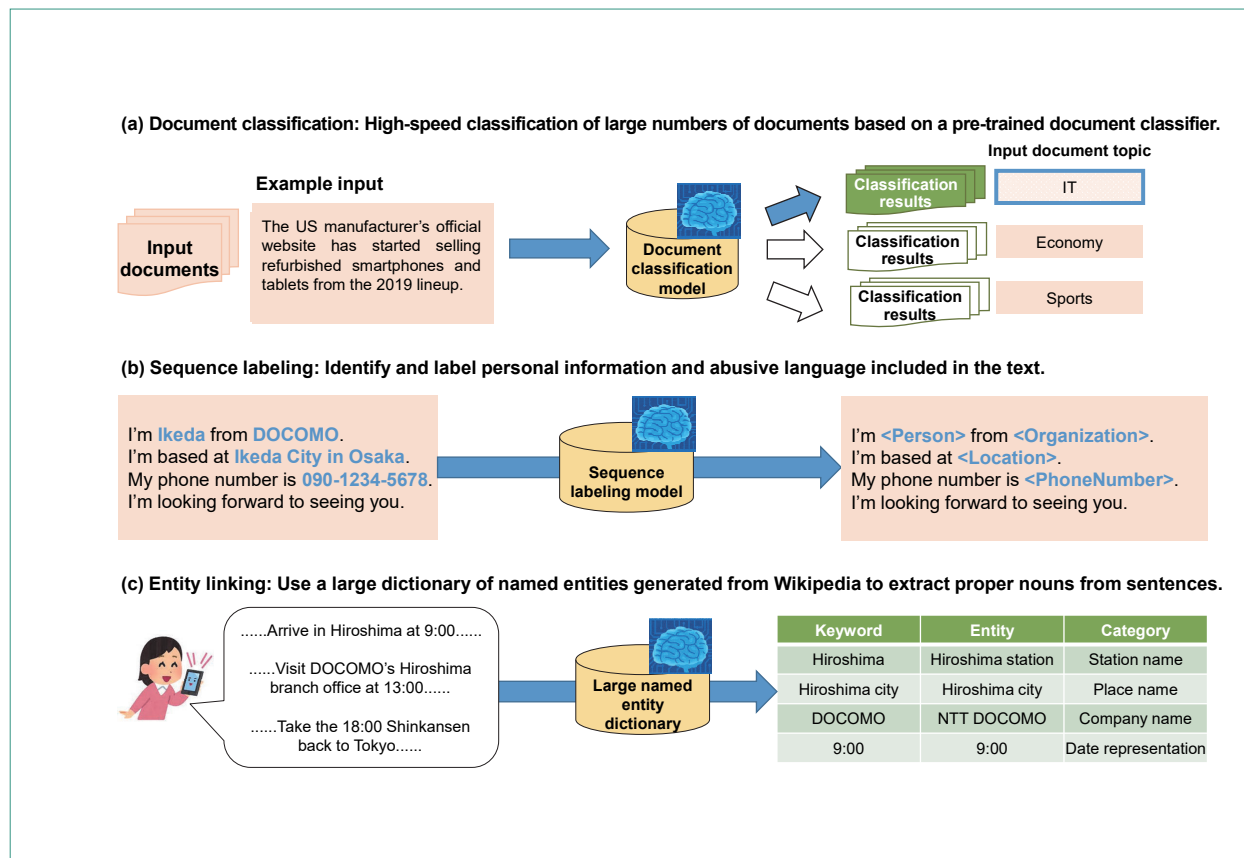 (a) Document classification: High-speed classification of large numbers of documents based on a pre-trained document classifier.
Input document topic
Example input
Input
documents
The US manufacturer's official
website has started selling
refurbished smartphones and
tablets from the 2019 lineup.
Document
classification
model
Classification
results
IT
Classification
results
Economy
Classification
results
Sports
(b) Sequence labeling: Identify and label personal information and abusive language included in the text.
I'm Ikeda from DOCOMO.
I'm based at Ikeda City in Osaka.
My phone number is 090-1234-5678.
I'm looking forward to seeing you.
Sequence
labeling model
I'm <Person> from <Organization>.
I'm based at <Location>.
My phone number is <PhoneNumber>.
I'm looking forward to seeing you.
(c) Entity linking: Use a large dictionary of named entities generated from Wikipedia to extract proper nouns from sentences.
......Arrive in Hiroshima at 9:00......
......Visit DOCOMO's Hiroshima
branch office at 13:00......
......Take the 18:00 Shinkansen
back to Tokyo......
Large named
entity
dictionary
Keyword Entity Category
Hiroshima Hiroshima station Station name
Hiroshima city Hiroshima city Place name
DOCOMO NTT DOCOMO Company name
9:00 9:00 Date representation